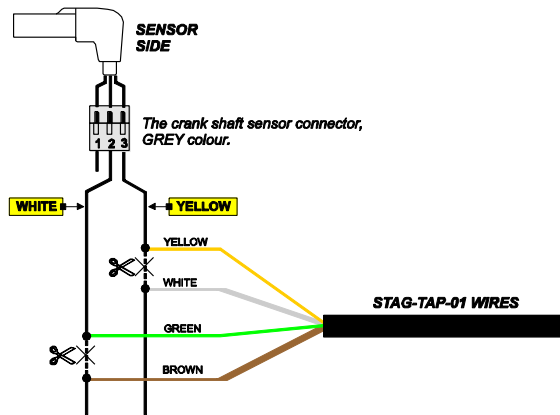 SENSOR
SIDE
The crank shaft sensor connector,
GREY colour.
1 2 3
WHITE
YELLOW
YELLOW
WHITE
STAG-TAP-01 WIRES
GREEN
BROWN